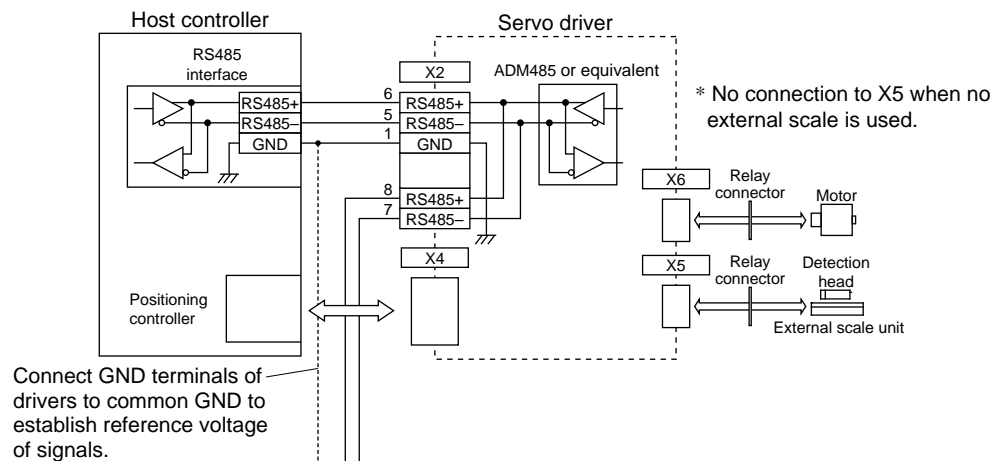 Host controller
Servo driver
RS485
interface
X2
ADM485 or equivalent
* No connection to X5 when no
external scale is used.
RS485+
6
RS485+
RS485–
5
RS485–
GND
1
GND
8
RS485+
7
RS485–
X6
Relay
connector
Motor
X4
X5
Relay
connector
Detection
head
Positioning
controller
External scale unit
Connect GND terminals of
drivers to common GND to
establish reference voltage
of signals.